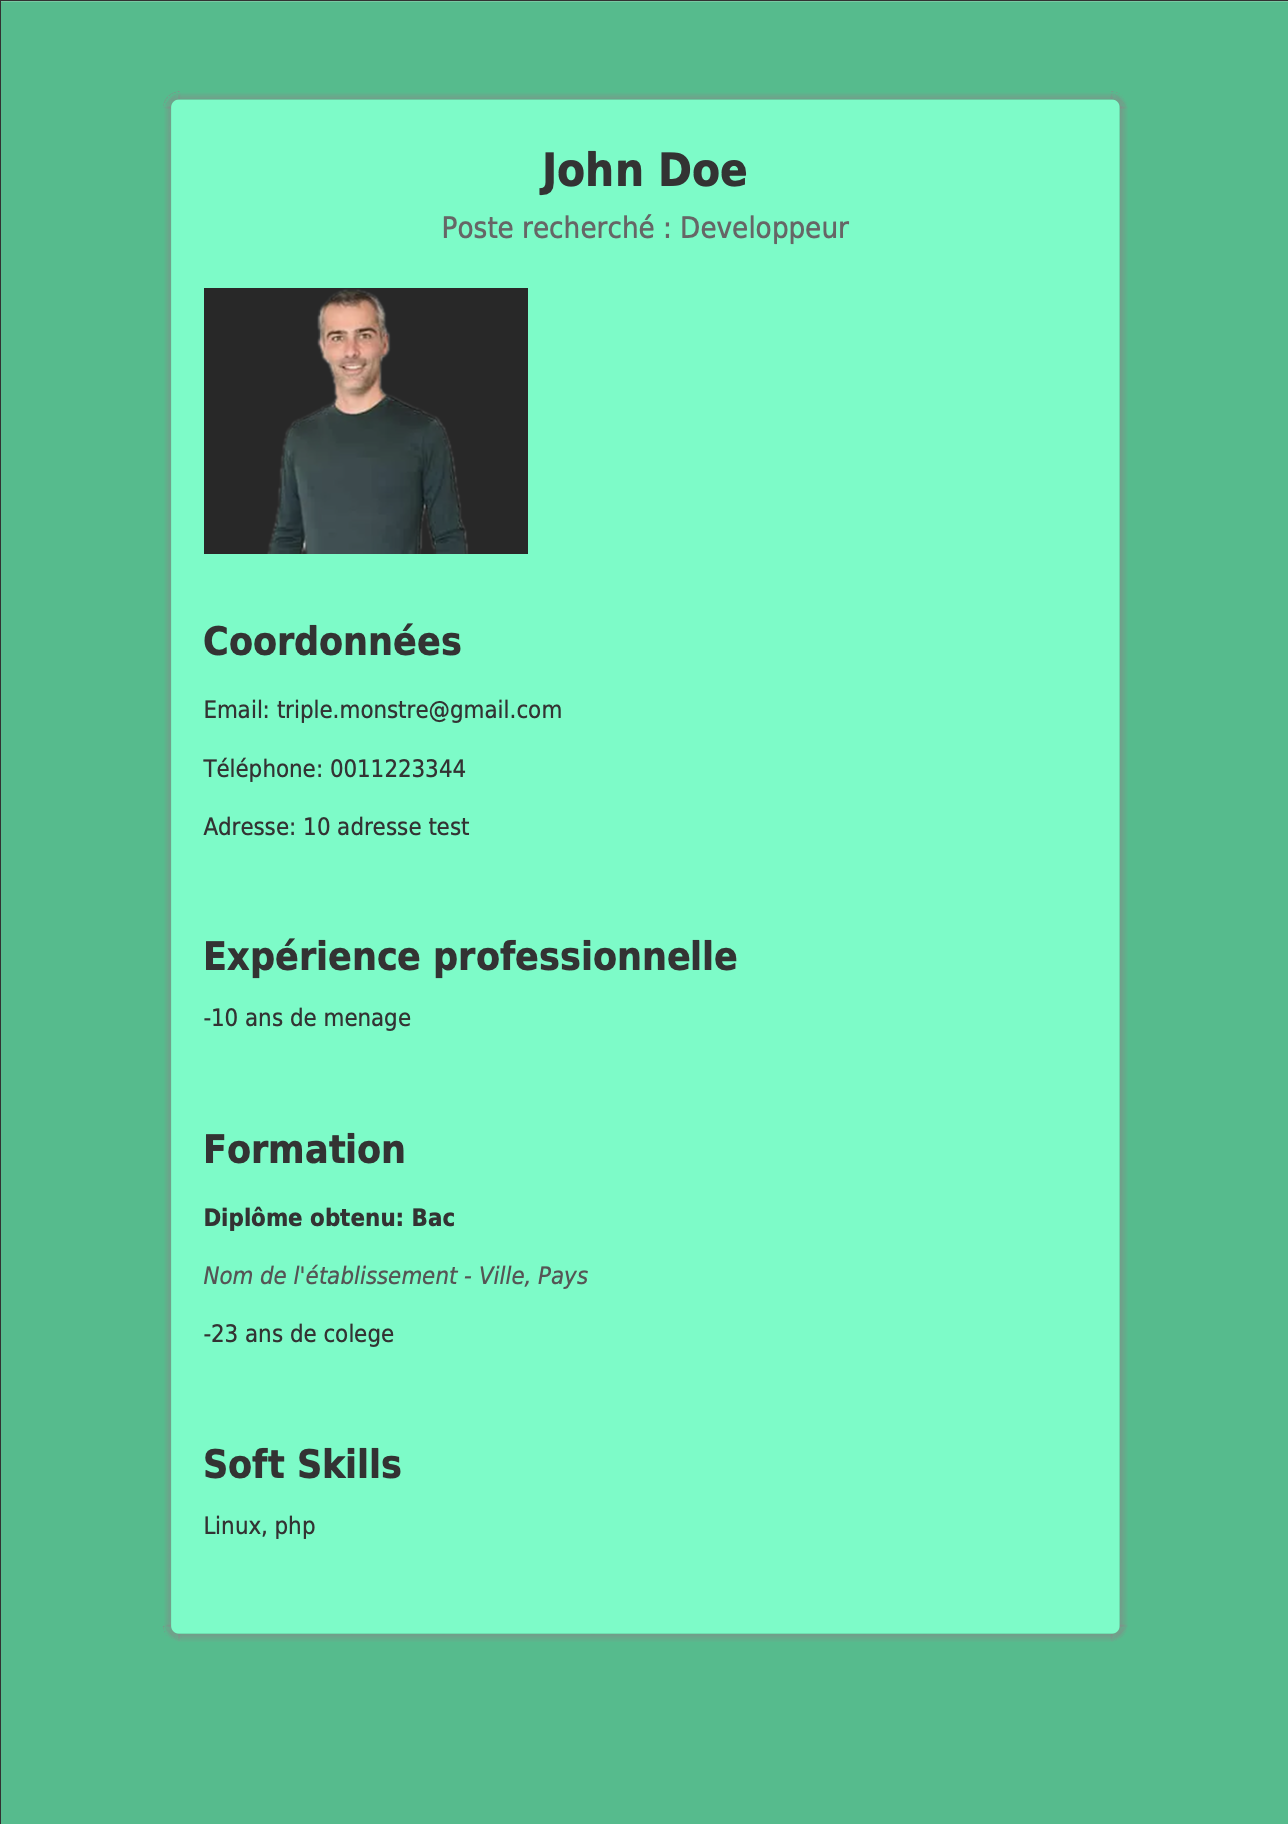 John Doe
Poste recherché : Developpeur
Coordonnées
Email: triple.monstre@gmail.com
Téléphone: 0011223344
Adresse: 10 adresse test
Expérience professionnelle
-10 ans de menage
Formation
Diplôme obtenu: Bac
Nom de l'établissement - Ville, Pays
-23 ans de colege
Soft Skills
Linux, php